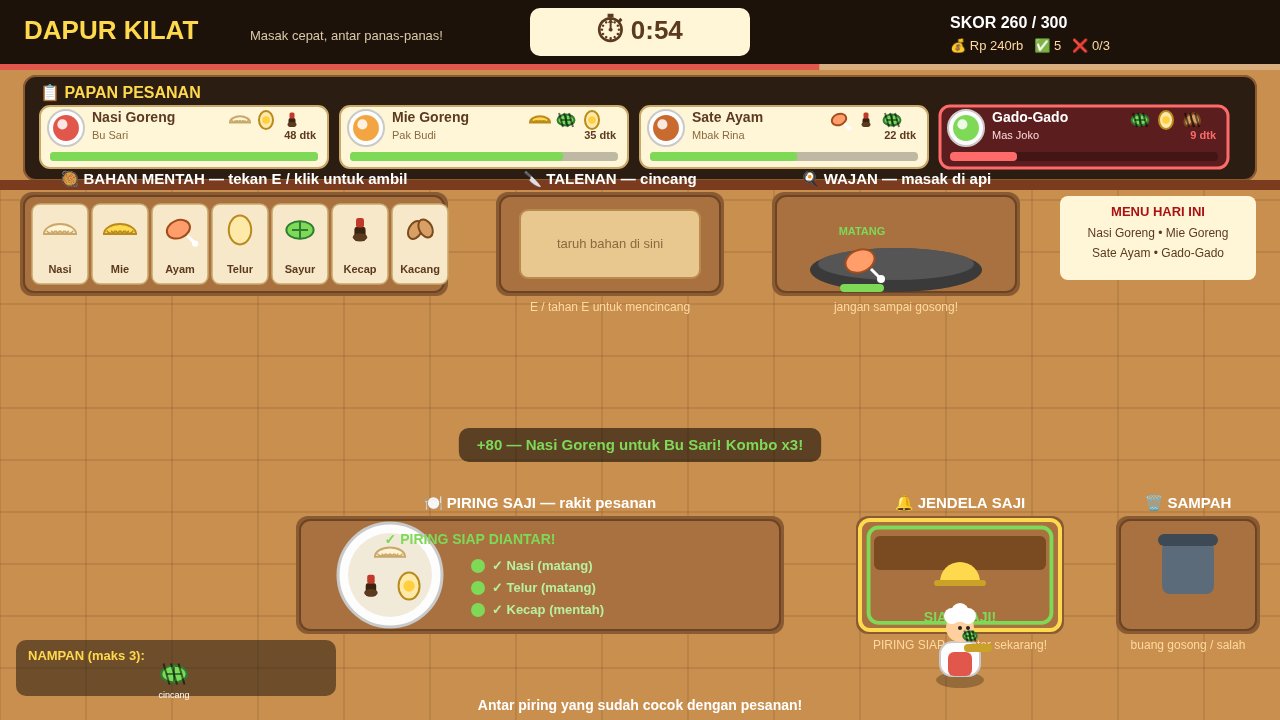 DAPUR KILAT
Masak cepat, antar panas-panas!
0:54
SKOR 260 / 300
Rp 240rb 5 0/3
PAPAN PESANAN
Nasi Goreng
Bu Sari
48 dtk
Mie Goreng
Pak Budi
35 dtk
Sate Ayam
Mbak Rina
22 dtk
Gado-Gado
Mas Joko
9 dtk
BAHAN MENTAH — tekan E / klik untuk ambil
TALENAN — cincang
WAJAN — masak di api
Nasi
Mie
Ayam
Telur
Sayur
Kecap
Kacang
taruh bahan di sini
E / tahan E untuk mencincang
MATANG
jangan sampai gosong!
MENU HARI INI
Nasi Goreng • Mie Goreng
Sate Ayam • Gado-Gado
+80 — Nasi Goreng untuk Bu Sari! Kombo x3!
PIRING SAJI — rakit pesanan
✓ PIRING SIAP DIANTAR!
✓ Nasi (matang)
✓ Telur (matang)
✓ Kecap (mentah)
JENDELA SAJI
PIRING SIAP sekarang!
SAMPAH
buang gosong / salah
NAMPAN (maks 3):
cincang
Antar piring yang sudah cocok dengan pesanan!